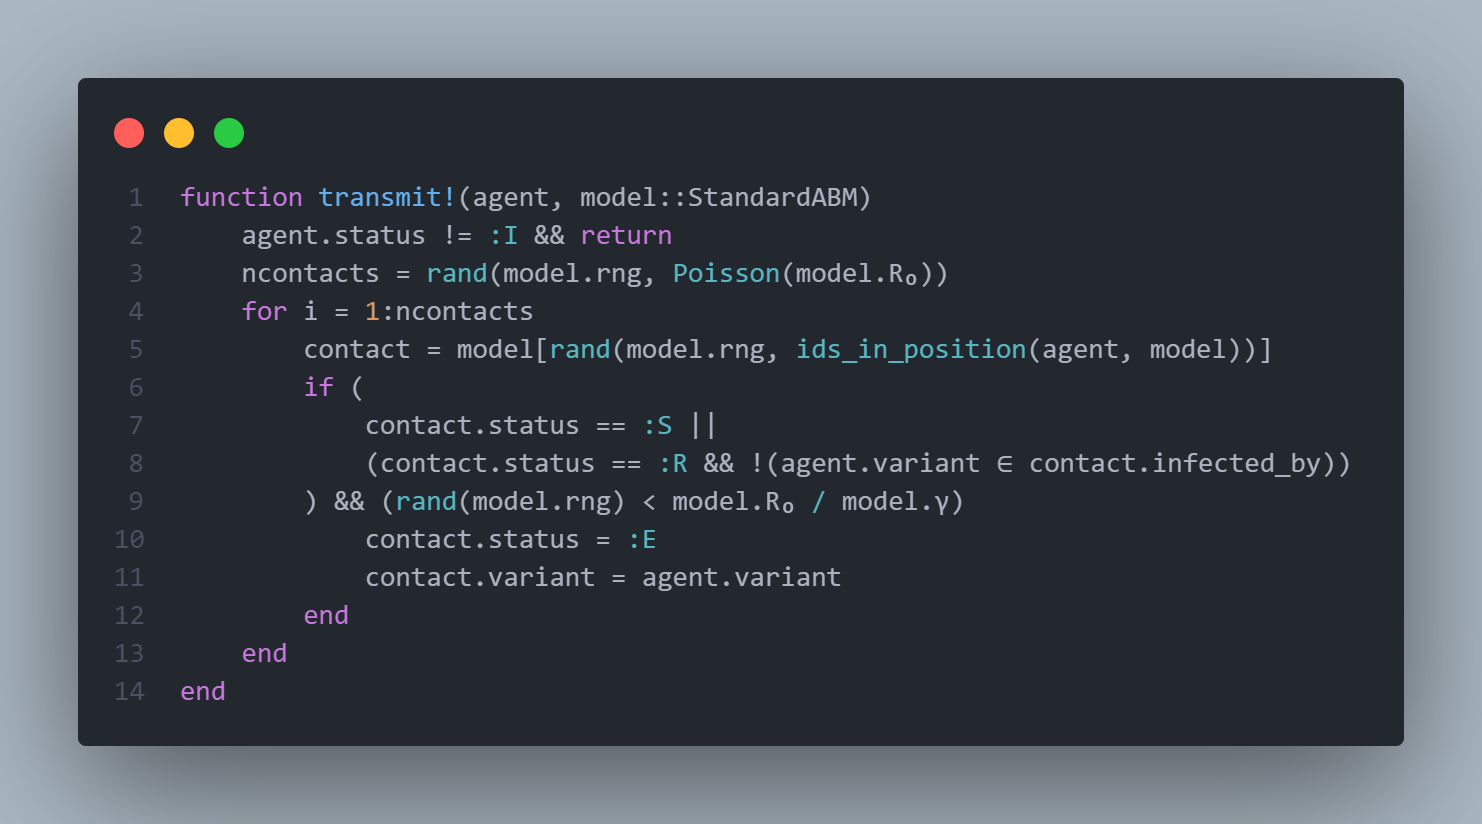 1 function transmit!(agent, model::StandardABM)
2     agent.status != :I && return
3     ncontacts = rand(model.rng, Poisson(model.R₀))
4     for i = 1:ncontacts
5         contact = model[rand(model.rng, ids_in_position(agent, model))]
6         if (
7             contact.status == :S ||
8             (contact.status == :R && !(agent.variant ∈ contact.infected_by))
9         ) && (rand(model.rng) < model.R₀ / model.γ)
10             contact.status = :E
11             contact.variant = agent.variant
12         end
13     end
14 end